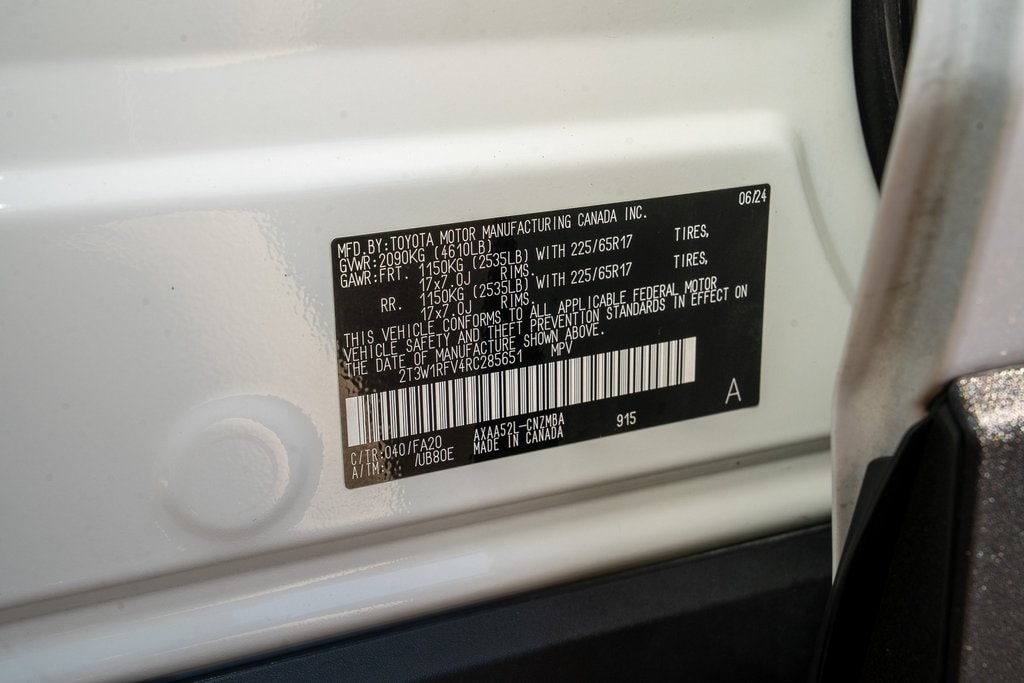 06/24
MFD.BY:TOYOTA MOTOR MANUFACTURING CANADA INC.
GVWR:2090KG (4610LB)
GAWR:FRT. 1150KG (2535LB) WITH 225/65R17 TIRES,
17x7.0J RIMS,
RR. 1150KG (2535LB) WITH 225/65R17 TIRES,
17x7.0J RIMS.
THIS VEHICLE CONFORMS TO ALL APPLICABLE FEDERAL MOTOR
VEHICLE SAFETY AND THEFT PREVENTION STANDARDS IN EFFECT ON
THE DATE OF MANUFACTURE SHOWN ABOVE.
2T3W1RFV4RC285651 MPV
A
C/TR:040/FA20 AXAA52L-CNZMBA 915
A/TM: /UB80E MADE IN CANADA